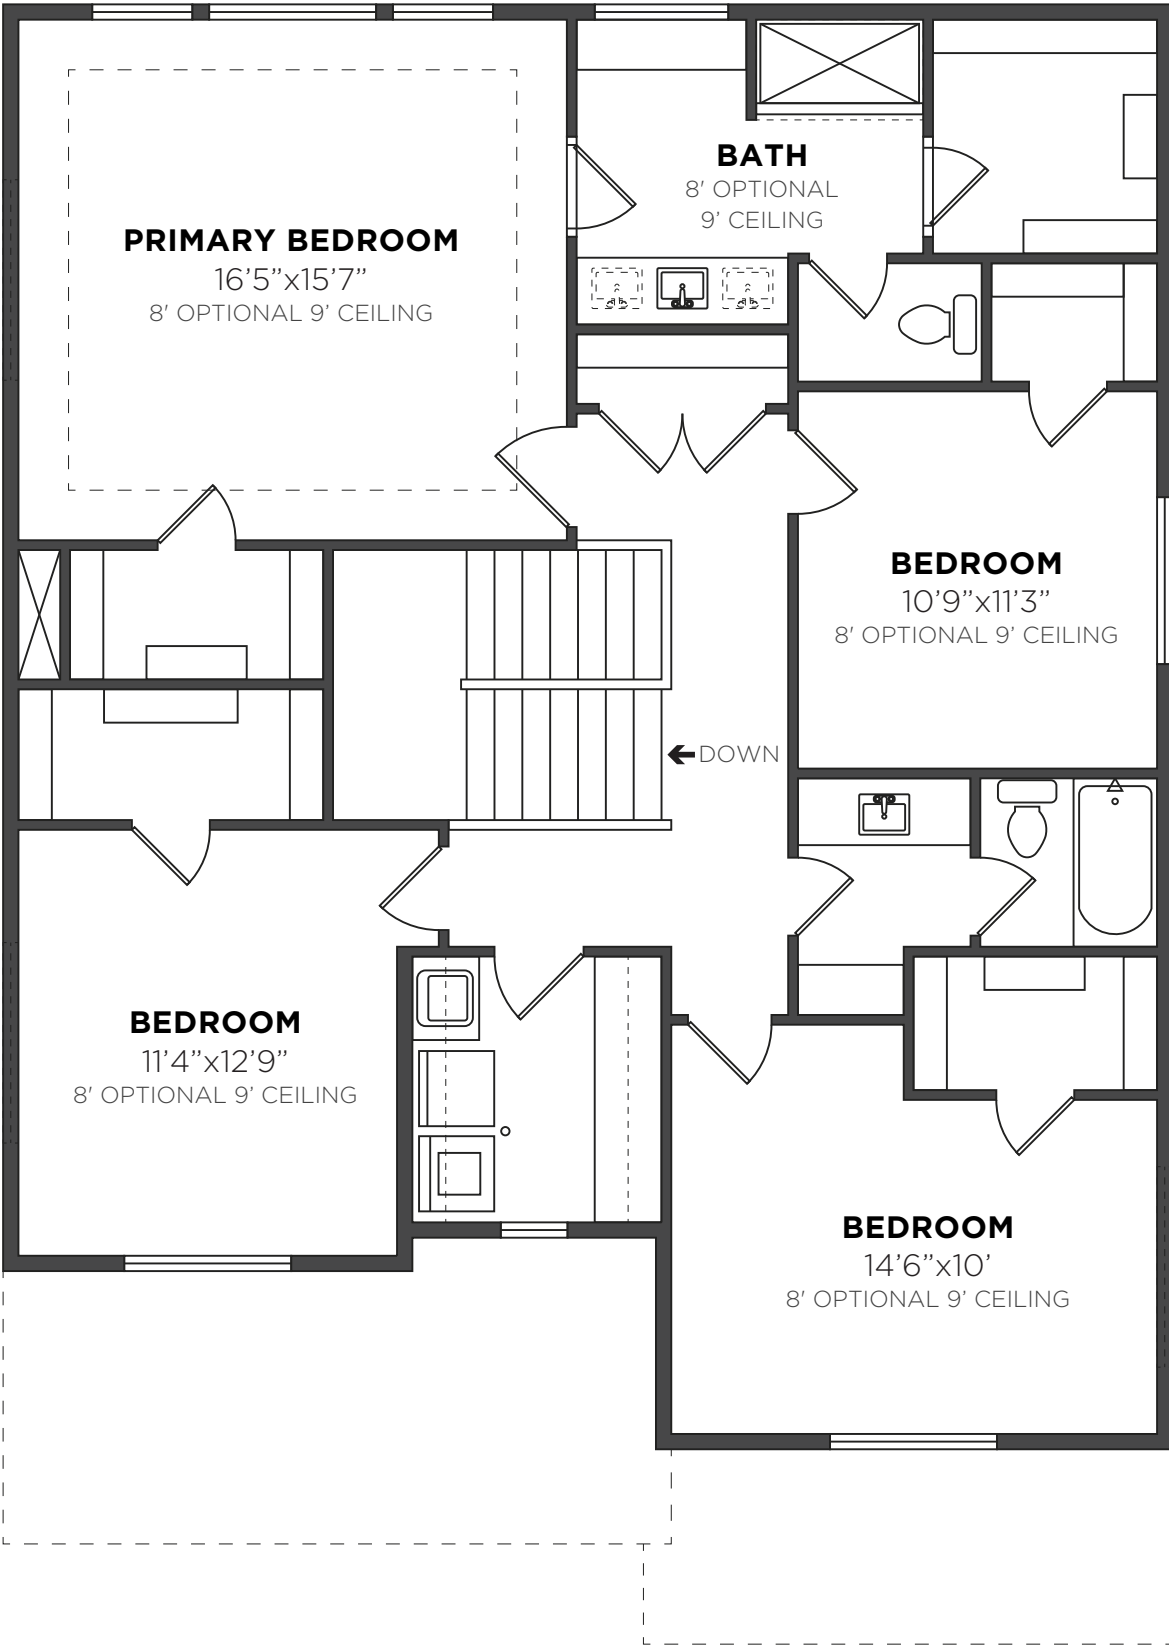 BATH
8' OPTIONAL
9’ CEILING
PRIMARY BEDROOM
16’5”x15’7”
8' OPTIONAL 9’ CEILING
BEDROOM
10’9”x11’3”
8' OPTIONAL 9’ CEILING
DOWN
BEDROOM
11’4”x12’9”
8' OPTIONAL 9’ CEILING
BEDROOM
14’6”x10’
8' OPTIONAL 9’ CEILING